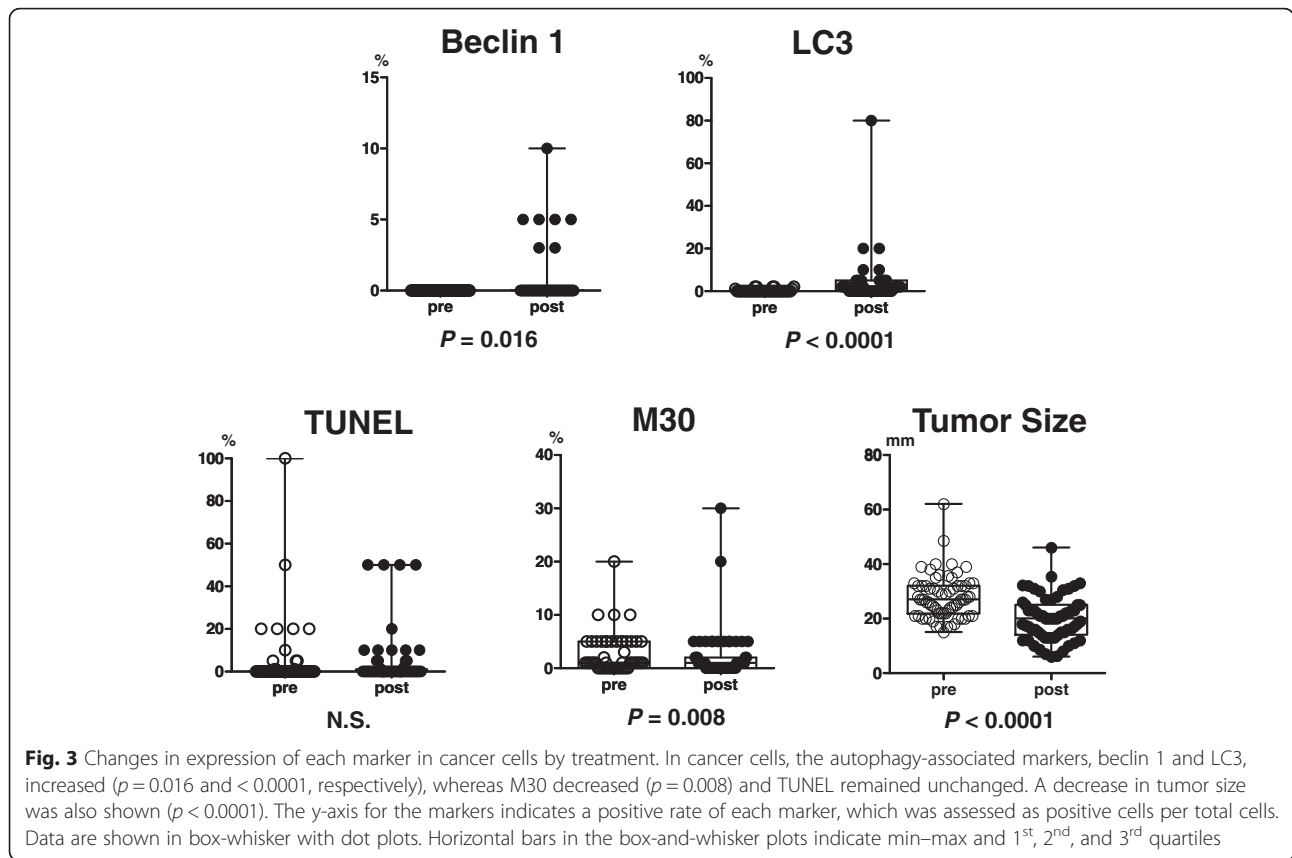 Beclin 1
%
15
10
5
0
pre post
P = 0.016
LC3
%
100
80
60
40
20
0
pre post
P < 0.0001
TUNEL
%
100
80
60
40
20
0
pre post
N.S.
M30
%
40
30
20
10
0
pre post
P = 0.008
Tumor Size
mm
80
60
40
20
0
pre post
P < 0.0001
Fig. 3 Changes in expression of each marker in cancer cells by treatment. In cancer cells, the autophagy-associated markers, beclin 1 and LC3,
increased (p = 0.016 and < 0.0001, respectively), whereas M30 decreased (p = 0.008) and TUNEL remained unchanged. A decrease in tumor size
was also shown (p < 0.0001). The y-axis for the markers indicates a positive rate of each marker, which was assessed as positive cells per total cells.
Data are shown in box-whisker with dot plots. Horizontal bars in the box-and-whisker plots indicate min–max and 1st, 2nd, and 3rd quartiles